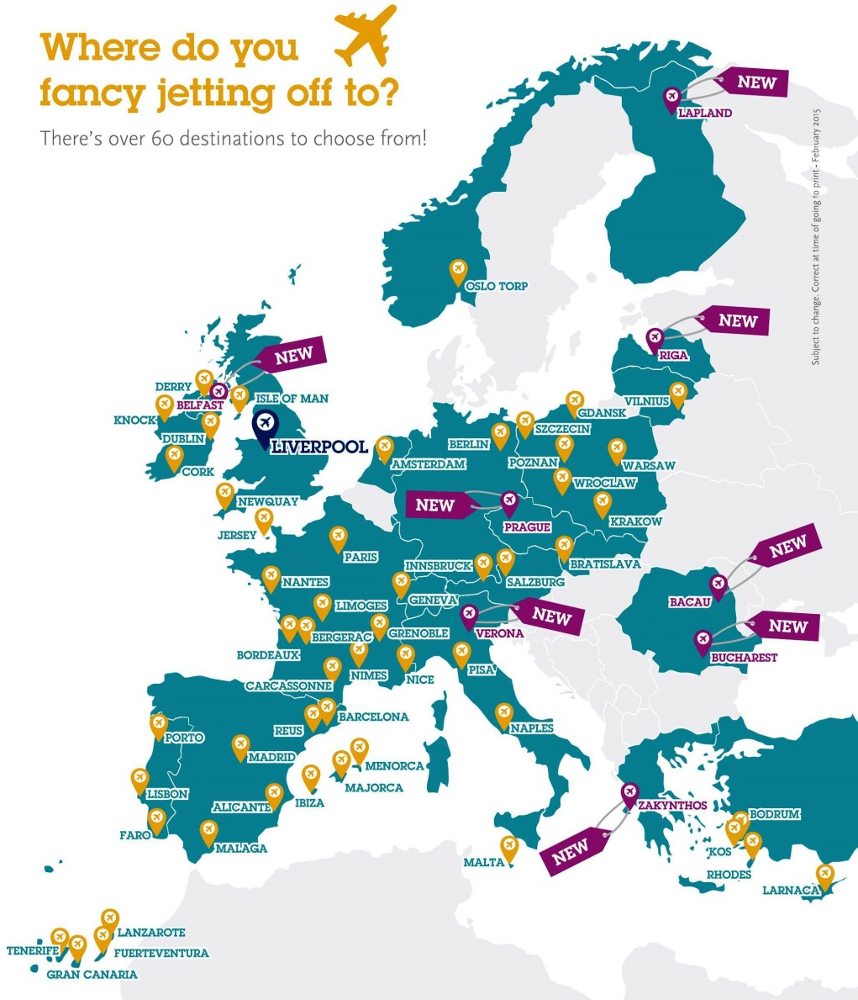 Where do you
fancy jetting off to?
There's over 60 destinations to choose from!
Subject to change. Correct at time of going to print - February 2015
NEW
LAPLAND
OSLO TORP
NEW
RIGA
NEW
DERRY
BELFAST
ISLE OF MAN
KNOCK
DUBLIN
LIVERPOOL
CORK
NEWQUAY
JERSEY
VILNIUS
GDANSK
SZCZECIN
BERLIN
AMSTERDAM
POZNAN
WARSAW
WROCLAW
NEW
PRAGUE
KRAKOW
PARIS
INNSBRUCK
SALZBURG
BRATISLAVA
NEW
BACAU
NANTES
GENEVA
LIMOGES
NEW
VERONA
NEW
BUCHAREST
BERGERAC
GRENOBLE
BORDEAUX
NIMES
NICE
PISA
CARCASSONNE
BARCELONA
REUS
NAPLES
PORTO
MADRID
MENORCA
MAJORCA
IBIZA
LISBON
ALICANTE
ZAKYNTHOS
NEW
BODRUM
FARO
MALAGA
MALTA
KOS
RHODES
LARNACA
LANZAROTE
TENERIFE
FUERTEVENTURA
GRAN CANARIA